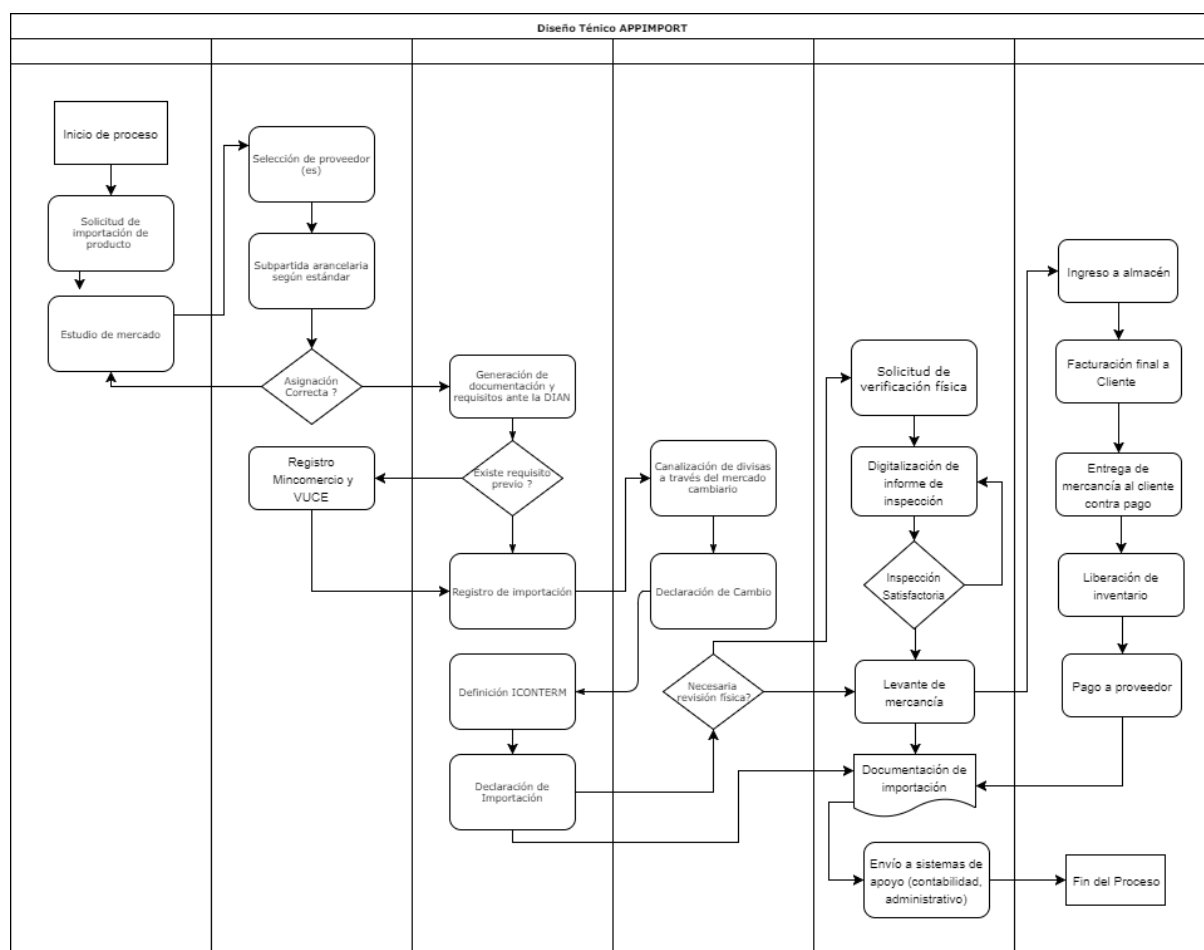 Diseño Ténico APPIMPORT
Inicio de proceso
Solicitud de
importación de
producto
Estudio de mercado
Selección de proveedor
(es)
Subpartida arancelaria
según estándar
Asignación
Correcta ?
Registro
Mincomercio y
VUCE
Generación de
documentación y
requisitos ante la DIAN
Existe requisito
previo ?
Registro de importación
Definición ICONTERM
Declaración de
Importación
Canalización de divisas
a través del mercado
cambiario
Declaración de Cambio
Necesaria
revisión física?
Solicitud de
verificación física
Digitalización de
informe de
inspección
Inspección
Satisfactoria
Levante de
mercancía
Documentación de
importación
Envío a sistemas de
apoyo (contabilidad,
administrativo)
Ingreso a almacén
Facturación final a
Cliente
Entrega de
mercancía al cliente
contra pago
Liberación de
inventario
Pago a proveedor
Fin del Proceso